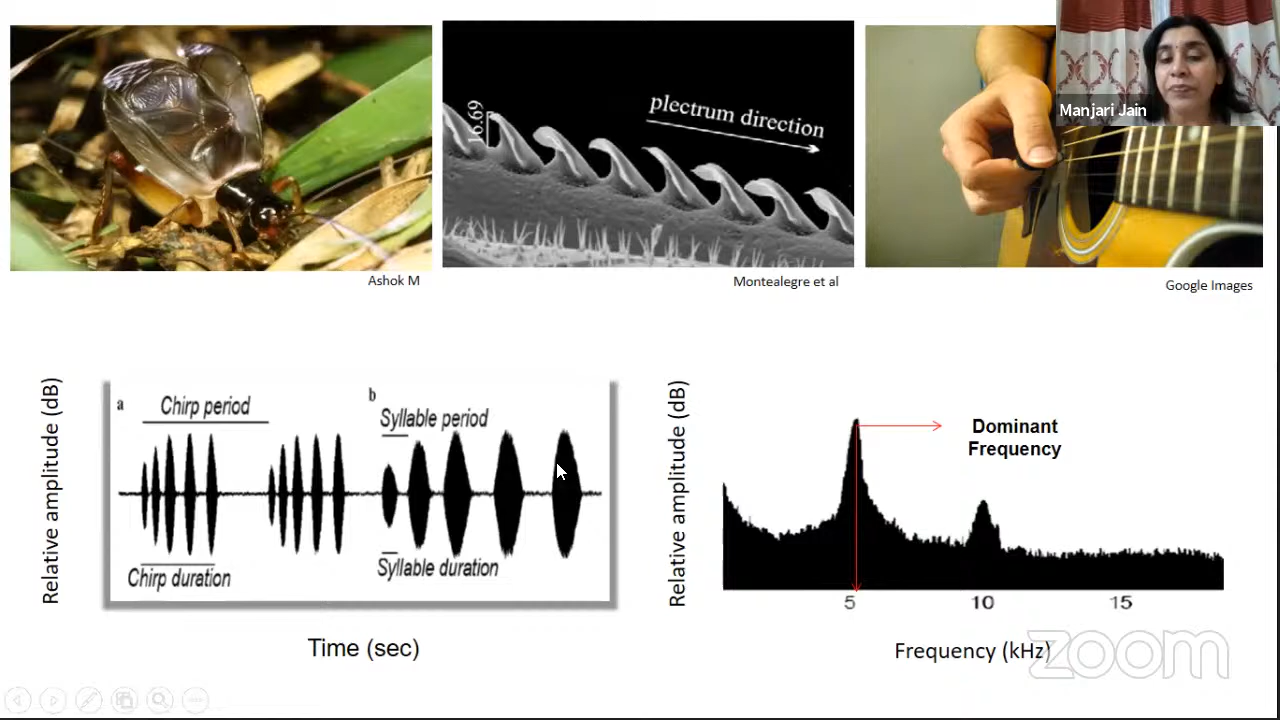 Manjari Jain
16.69
plectrum direction
Ashok M
Montealegre et al
Google Images
Relative amplitude (dB)
a
Chirp period
b
Syllable period
Chirp duration
Syllable duration
Time (sec)
Relative amplitude (dB)
Dominant
Frequency
5 10 15
Frequency (kHz)
zoom